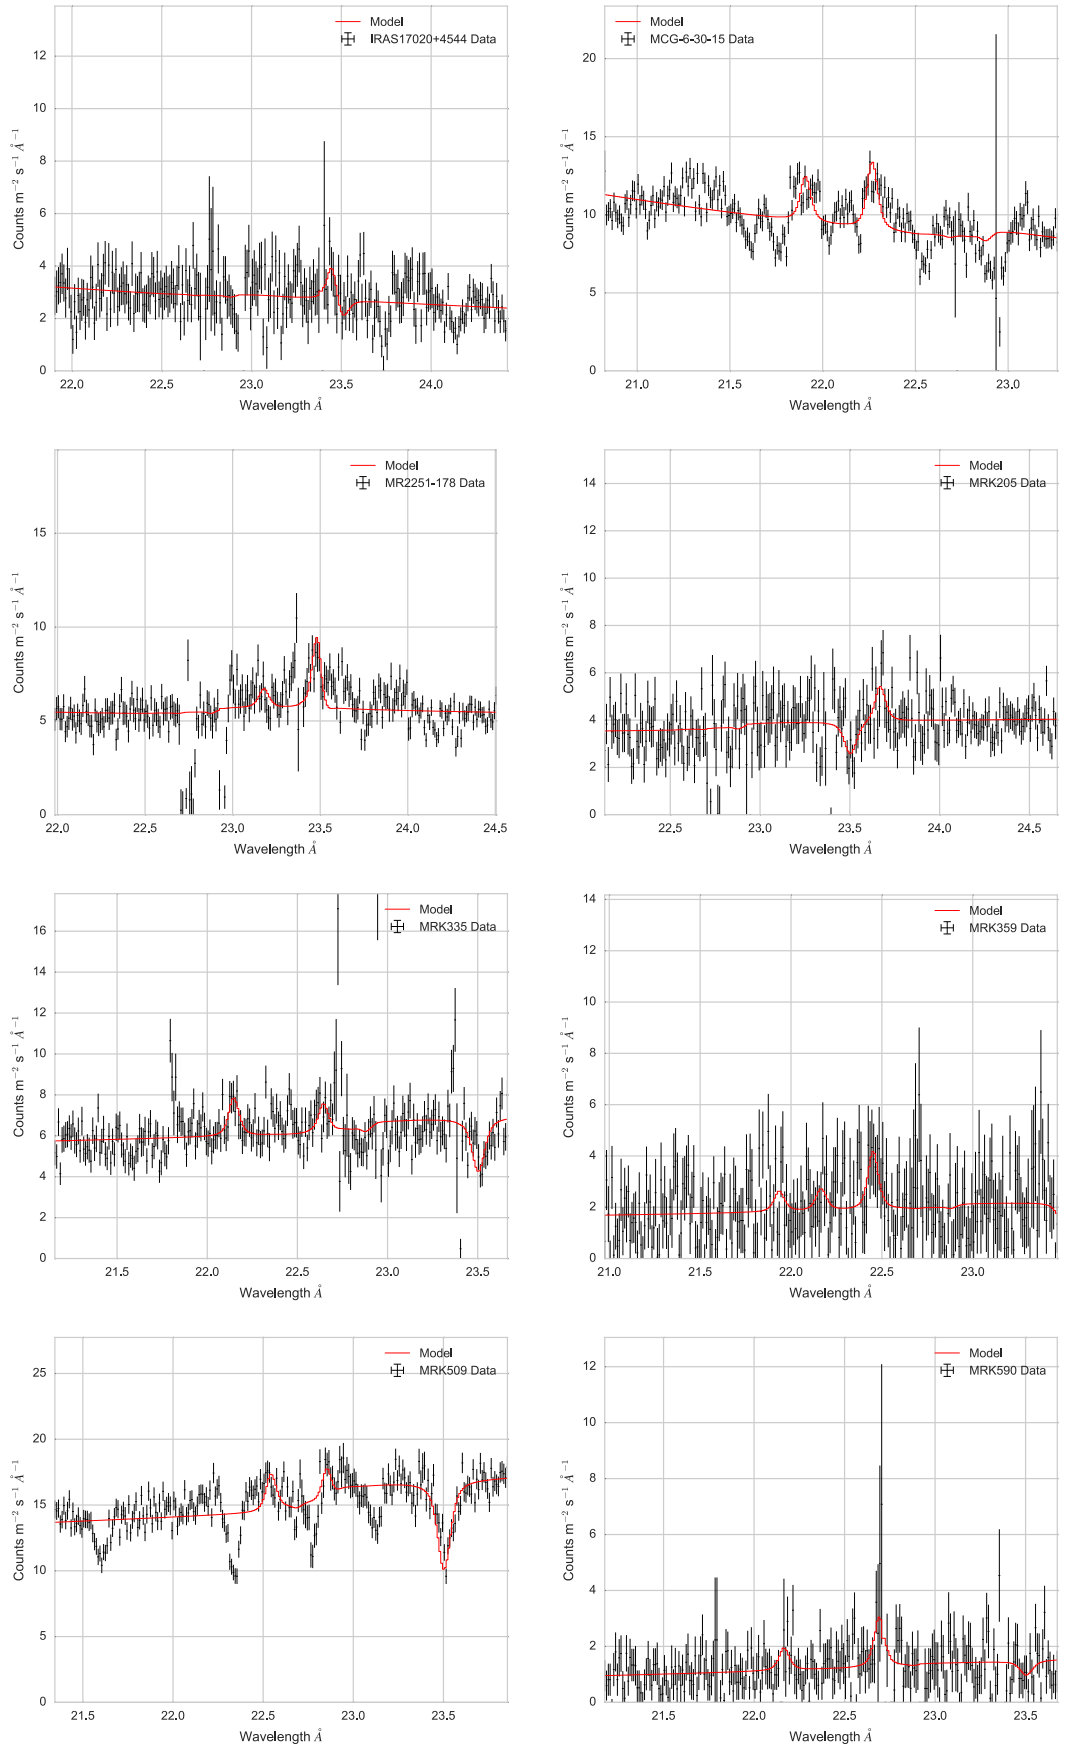 Model
IRAS17020+4544 Data
12
10
8
6
4
2
0
Counts m⁻² s⁻¹ Å⁻¹
22.0 22.5 23.0 23.5 24.0
Wavelength Å
Model
MCG-6-30-15 Data
20
15
10
5
0
Counts m⁻² s⁻¹ Å⁻¹
21.0 21.5 22.0 22.5 23.0
Wavelength Å
Model
MR2251-178 Data
15
10
5
0
Counts m⁻² s⁻¹ Å⁻¹
22.0 22.5 23.0 23.5 24.0 24.5
Wavelength Å
Model
MRK205 Data
14
12
10
8
6
4
2
0
Counts m⁻² s⁻¹ Å⁻¹
22.5 23.0 23.5 24.0 24.5
Wavelength Å
Model
MRK335 Data
16
14
12
10
8
6
4
2
0
Counts m⁻² s⁻¹ Å⁻¹
21.5 22.0 22.5 23.0 23.5
Wavelength Å
Model
MRK359 Data
14
12
10
8
6
4
2
0
Counts m⁻² s⁻¹ Å⁻¹
21.0 21.5 22.0 22.5 23.0
Wavelength Å
Model
MRK509 Data
25
20
15
10
5
0
Counts m⁻² s⁻¹ Å⁻¹
21.5 22.0 22.5 23.0 23.5
Wavelength Å
Model
MRK590 Data
12
10
8
6
4
2
0
Counts m⁻² s⁻¹ Å⁻¹
21.5 22.0 22.5 23.0 23.5
Wavelength Å